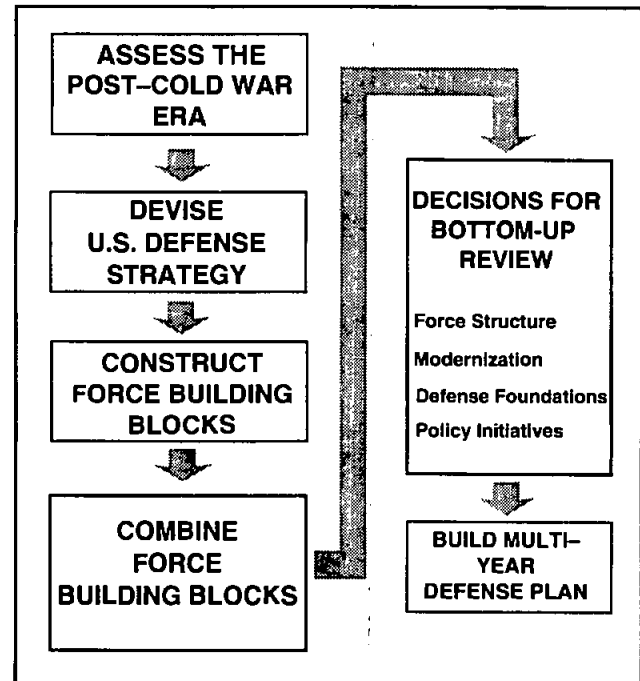 ASSESS THE
POST–COLD WAR
ERA
DEVISE
U.S. DEFENSE
STRATEGY
CONSTRUCT
FORCE BUILDING
BLOCKS
COMBINE
FORCE
BUILDING BLOCKS
DECISIONS FOR
BOTTOM-UP
REVIEW
Force Structure
Modernization
Defense Foundations
Policy Initiatives
BUILD MULTI–
YEAR
DEFENSE PLAN